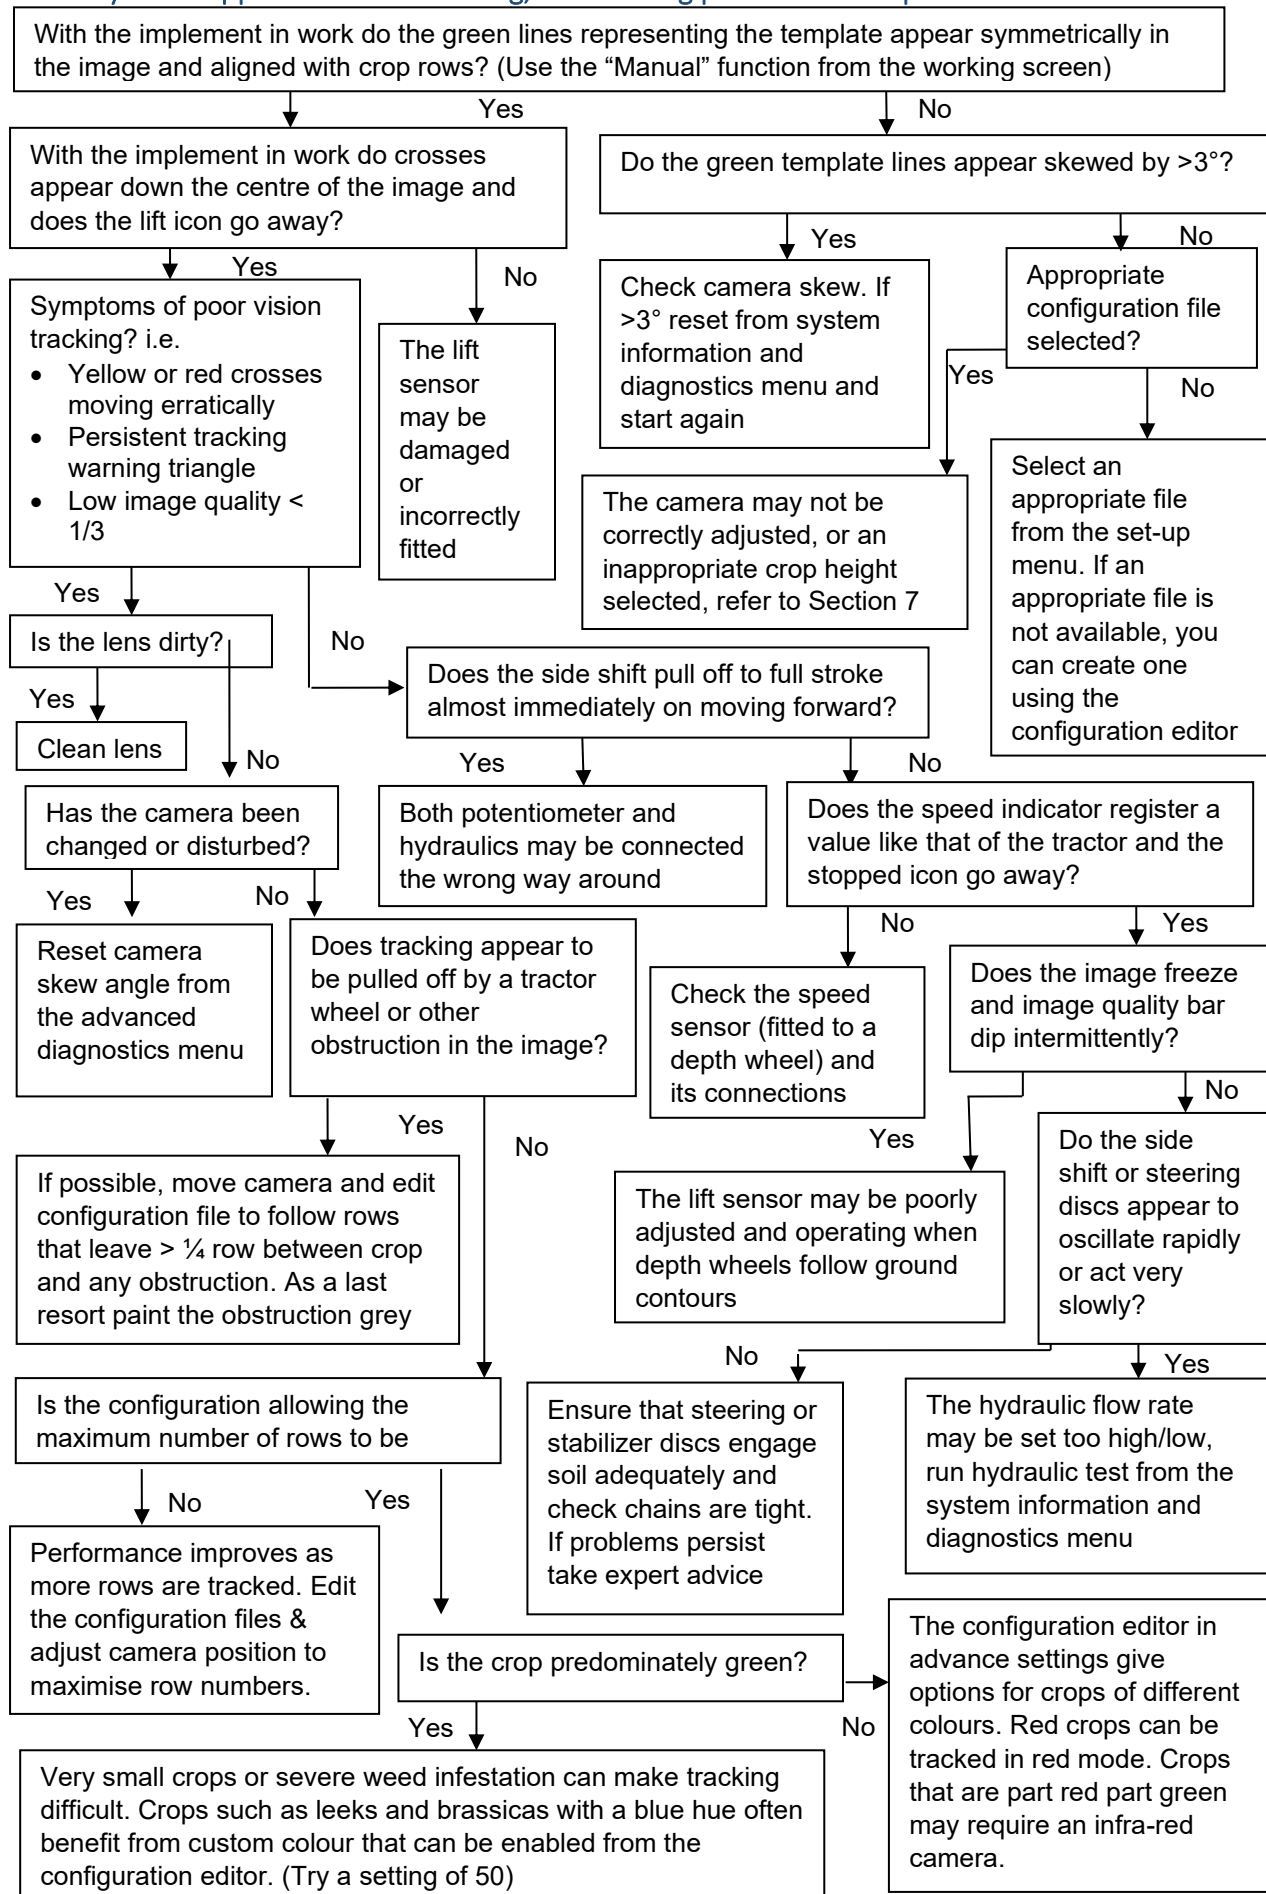 With the implement in work do the green lines representing the template appear symmetrically in
the image and aligned with crop rows? (Use the “Manual” function from the working screen)
Yes
No
With the implement in work do crosses
appear down the centre of the image and
does the lift icon go away?
Do the green template lines appear skewed by >3°?
Yes
No
Yes
No
Symptoms of poor vision
tracking? i.e.
• Yellow or red crosses
moving erratically
• Persistent tracking
warning triangle
• Low image quality <
1/3
The lift
sensor
may be
damaged
or
incorrectly
fitted
Check camera skew. If
>3° reset from system
information and
diagnostics menu and
start again
Appropriate
configuration file
selected?
Yes
No
The camera may not be
correctly adjusted, or an
inappropriate crop height
selected, refer to Section 7
Select an
appropriate file
from the set-up
menu. If an
appropriate file is
not available, you
can create one
using the
configuration editor
Yes
No
Is the lens dirty?
Yes
No
Clean lens
Does the side shift pull off to full stroke
almost immediately on moving forward?
Yes
No
Has the camera been
changed or disturbed?
Both potentiometer and
hydraulics may be connected
the wrong way around
Does the speed indicator register a
value like that of the tractor and the
stopped icon go away?
Yes
No
No
Yes
Reset camera
skew angle from
the advanced
diagnostics menu
Does tracking appear to
be pulled off by a tractor
wheel or other
obstruction in the image?
Check the speed
sensor (fitted to a
depth wheel) and
its connections
Does the image freeze
and image quality bar
dip intermittently?
Yes
No
Yes
No
If possible, move camera and edit
configuration file to follow rows
that leave > ¼ row between crop
and any obstruction. As a last
resort paint the obstruction grey
The lift sensor may be poorly
adjusted and operating when
depth wheels follow ground
contours
Do the side
shift or steering
discs appear to
oscillate rapidly
or act very
slowly?
No
Yes
Is the configuration allowing the
maximum number of rows to be
Ensure that steering or
stabilizer discs engage
soil adequately and
check chains are tight.
If problems persist
take expert advice
The hydraulic flow rate
may be set too high/low,
run hydraulic test from the
system information and
diagnostics menu
No
Yes
Performance improves as
more rows are tracked. Edit
the configuration files &
adjust camera position to
maximise row numbers.
Is the crop predominately green?
Yes
No
The configuration editor in
advance settings give
options for crops of different
colours. Red crops can be
tracked in red mode. Crops
that are part red part green
may require an infra-red
camera.
Very small crops or severe weed infestation can make tracking
difficult. Crops such as leeks and brassicas with a blue hue often
benefit from custom colour that can be enabled from the
configuration editor. (Try a setting of 50)